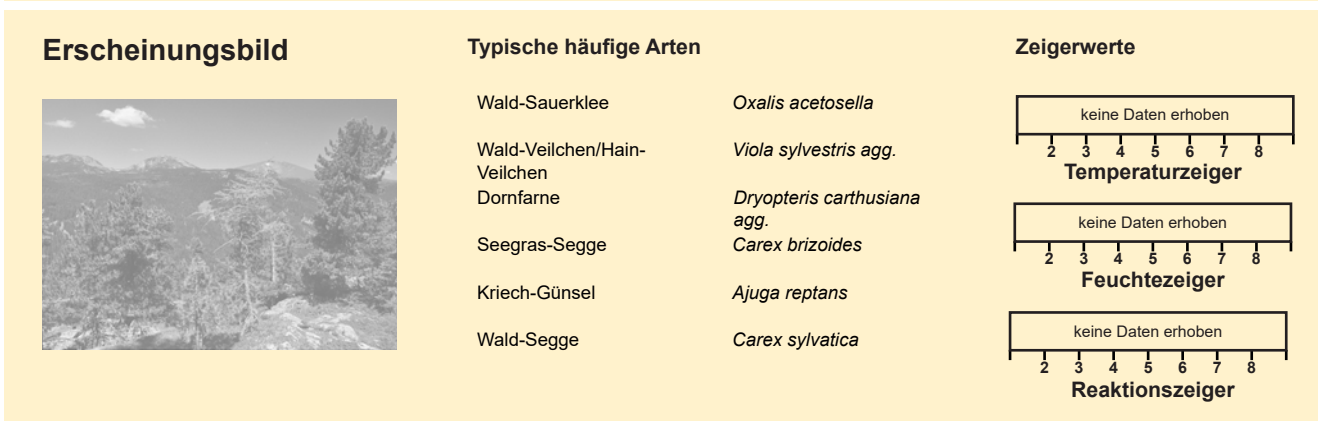 Erscheinungsbild
Typische häufige Arten
Wald-Sauerklee Oxalis acetosella
Wald-Veilchen/Hain-
Veilchen
Viola sylvestris agg.
Dornfarne
Dryopteris carthusiana
agg.
Seegras-Segge Carex brizoides
Kriech-Günsel Ajuga reptans
Wald-Segge Carex sylvatica
Zeigerwerte
keine Daten erhoben
2 3 4 5 6 7 8
Temperaturzeiger
keine Daten erhoben
2 3 4 5 6 7 8
Feuchtezeiger
keine Daten erhoben
2 3 4 5 6 7 8
Reaktionszeiger